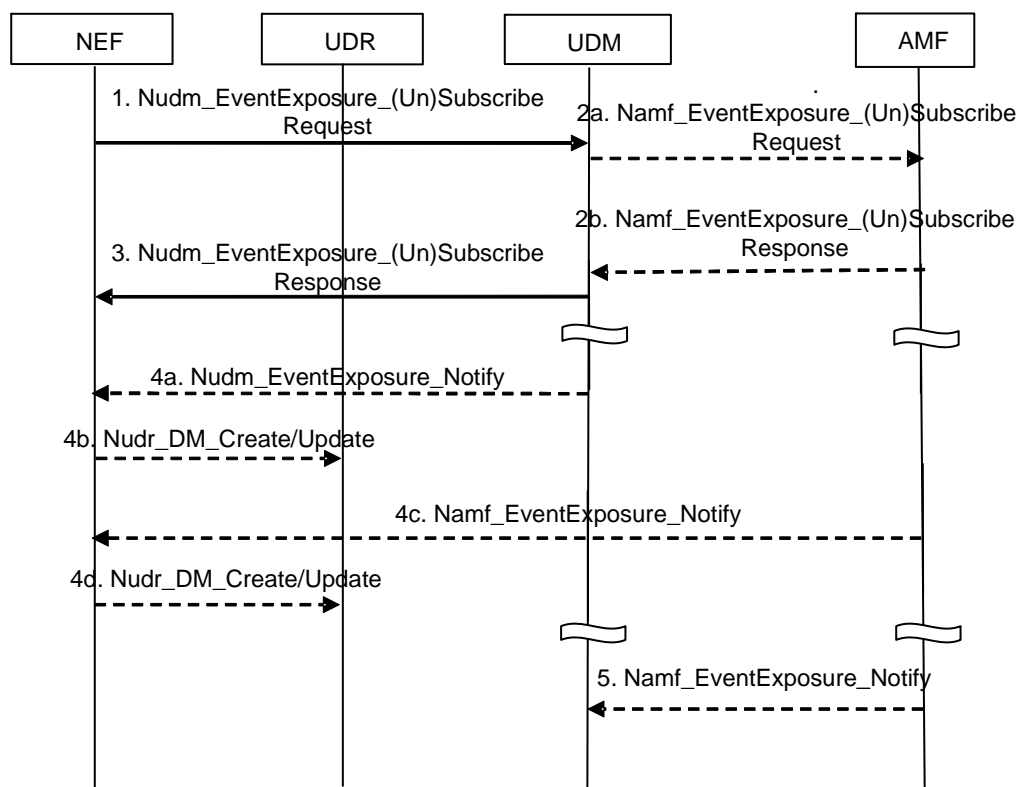 NEF
UDR
UDM
AMF
1. Nudm_EventExposure_(Un)Subscribe
Request
.
2a. Namf_EventExposure_(Un)Subscribe
Request
2b. Namf_EventExposure_(Un)Subscribe
Response
3. Nudm_EventExposure_(Un)Subscribe
Response
4a. Nudm_EventExposure_Notify
4b. Nudr_DM_Create/Update
4c. Namf_EventExposure_Notify
4d. Nudr_DM_Create/Update
5. Namf_EventExposure_Notify